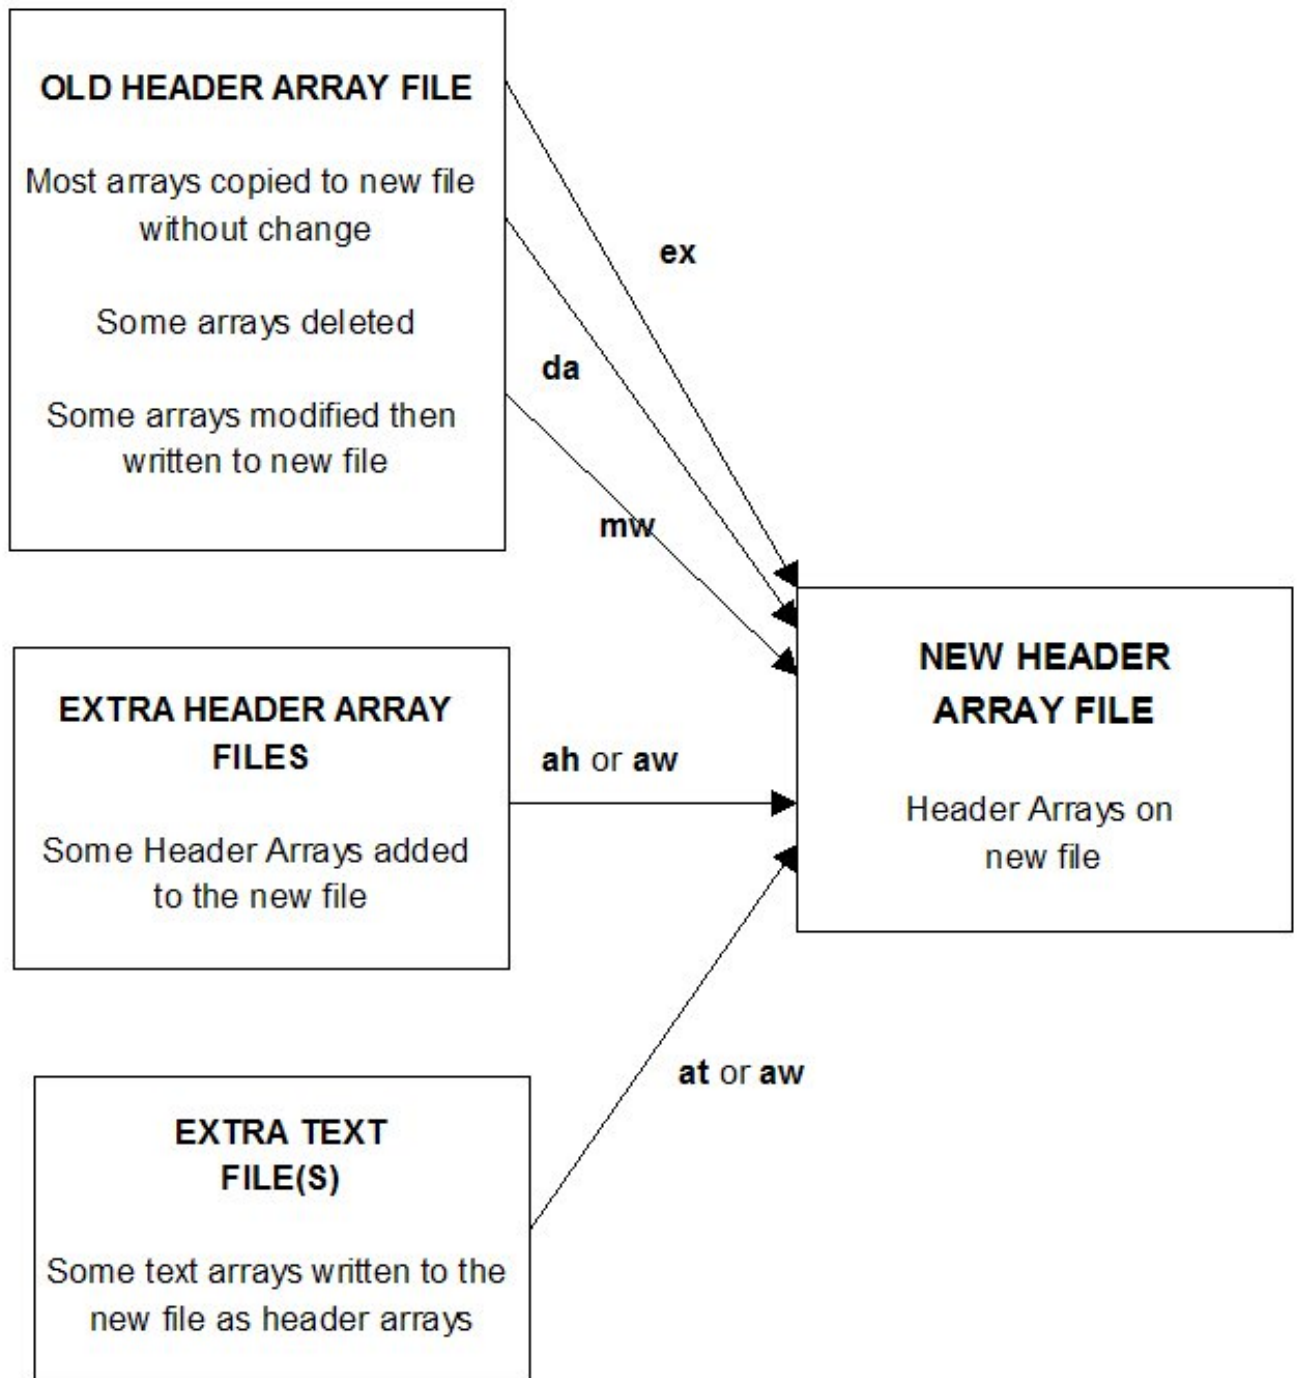 OLD HEADER ARRAY FILE
Most arrays copied to new file
without change
Some arrays deleted
Some arrays modified then
written to new file
ex
da
mw
EXTRA HEADER ARRAY
FILES
Some Header Arrays added
to the new file
ah or aw
NEW HEADER
ARRAY FILE
Header Arrays on
new file
at or aw
EXTRA TEXT
FILE(S)
Some text arrays written to the
new file as header arrays